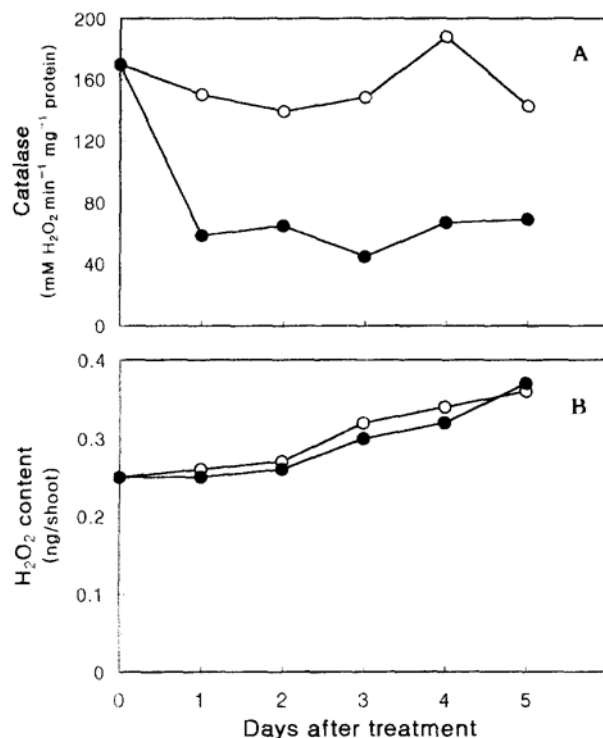 200
160
120
80
40
0
Catalase
(mM H₂O₂ min⁻¹ mg⁻¹ protein)
A
0.4
0.3
0.2
0.1
0
H₂O₂ content
(ng/shoot)
B
0 1 2 3 4 5
Days after treatment